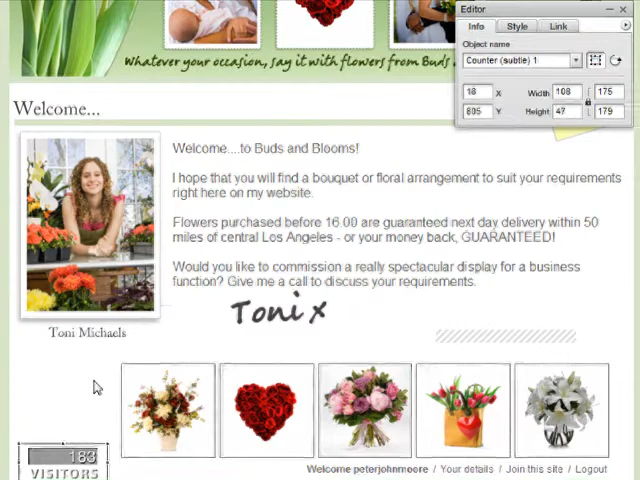 Whatever your occasion, say it with flowers from Buds
Editor
Info
Style
Link
Object name
Counter (subtle) 1
18 X Width 108 175
805 Y Height 47 179
Welcome...
Welcome....to Buds and Blooms!
I hope that you will find a bouquet or floral arrangement to suit your requirements
right here on my website.
Flowers purchased before 16.00 are guaranteed next day delivery within 50
miles of central Los Angeles - or your money back, GUARANTEED!
Would you like to commission a really spectacular display for a business
function? Give me a call to discuss your requirements.
Toni x
Toni Michaels
183
VISITORS
Welcome peterjohnmoore / Your details / Join this site / Logout